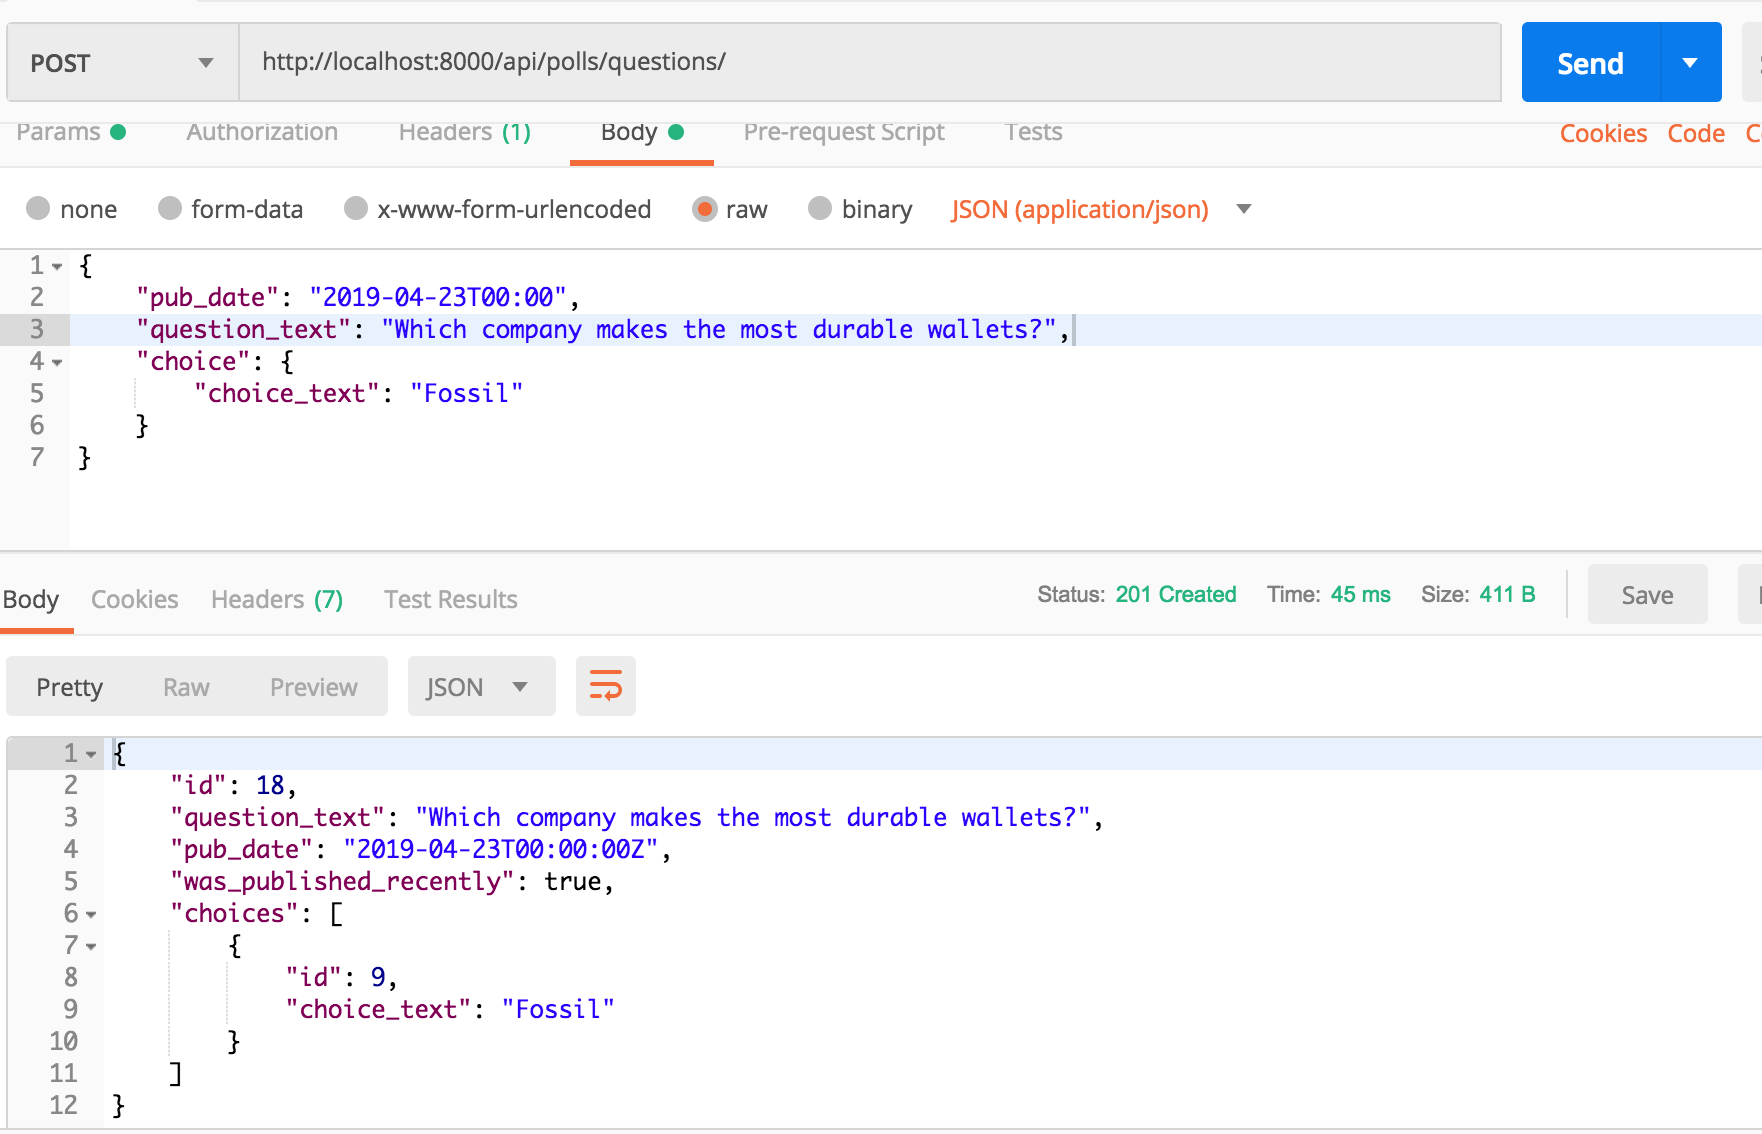 POST http://localhost:8000/api/polls/questions/ Send
Params Authorization Headers (1) Body Pre-request Script Tests Cookies Code
none form-data x-www-form-urlencoded raw binary JSON (application/json)
1 {
2 "pub_date": "2019-04-23T00:00",
3 "question_text": "Which company makes the most durable wallets?",
4 "choice": {
5 "choice_text": "Fossil"
6 }
7 }
Body Cookies Headers (7) Test Results Status: 201 Created Time: 45 ms Size: 411 B Save
Pretty Raw Preview JSON
1 {
2 "id": 18,
3 "question_text": "Which company makes the most durable wallets?",
4 "pub_date": "2019-04-23T00:00:00Z",
5 "was_published_recently": true,
6 "choices": [
7 {
8 "id": 9,
9 "choice_text": "Fossil"
10 }
11 ]
12 }